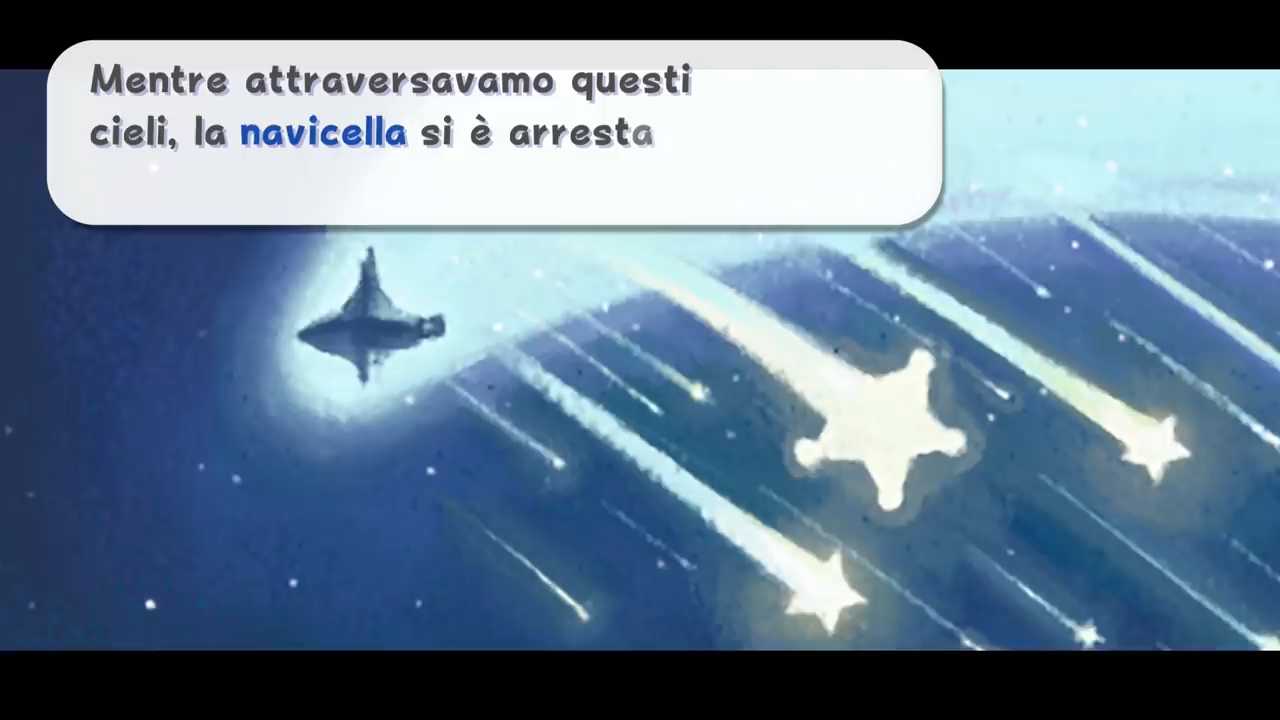 Mentre attraversavamo questi
cieli, la navicella si è arresta